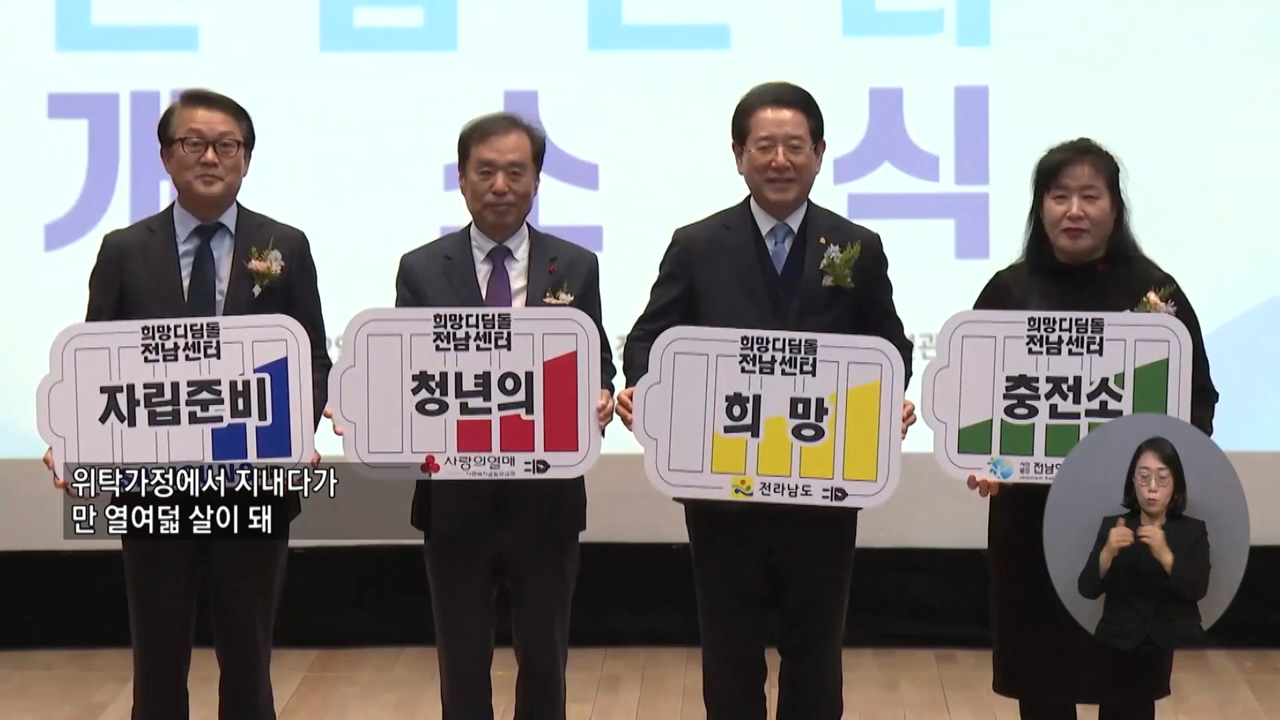 개 소 식
희망디딤돌
전남센터
자립준비
희망디딤돌
전남센터
청년의
사랑의열매
희망디딤돌
전남센터
희 망
전라남도
희망디딤돌
전남센터
충전소
위탁가정에서 지내다가
만 열여덟 살이 돼